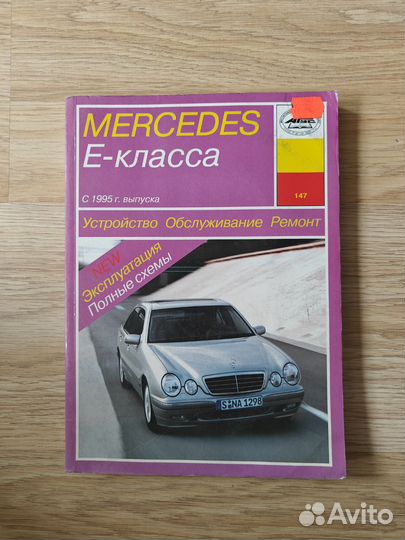 MERCEDES
Е-класса
С 1995 г. выпуска
147
Устройство Обслуживание Ремонт
NEW
Эксплуатация
Полные схемы
S NA 1298
Avito